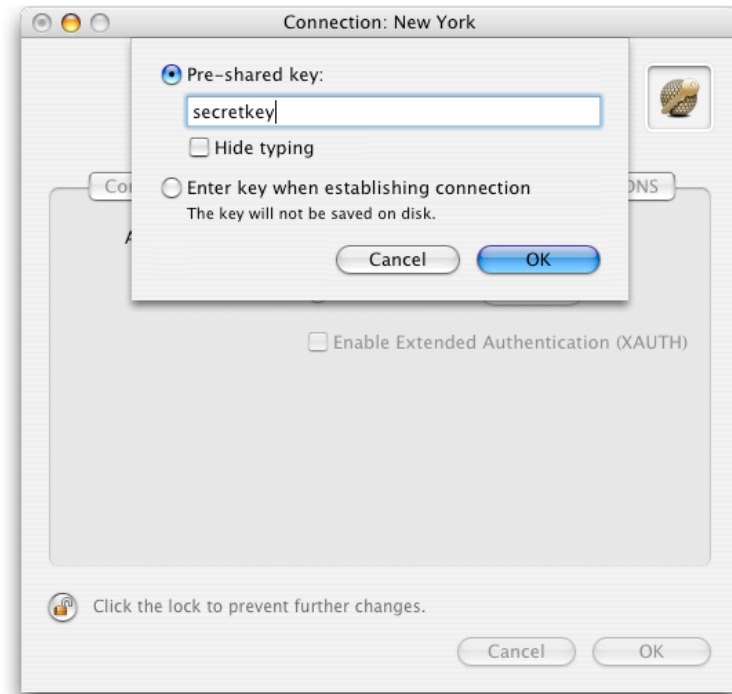 Connection: New York
Pre-shared key:
secretkey
Hide typing
Enter key when establishing connection
The key will not be saved on disk.
Cancel
OK
Enable Extended Authentication (XAUTH)
Click the lock to prevent further changes.
Cancel
OK